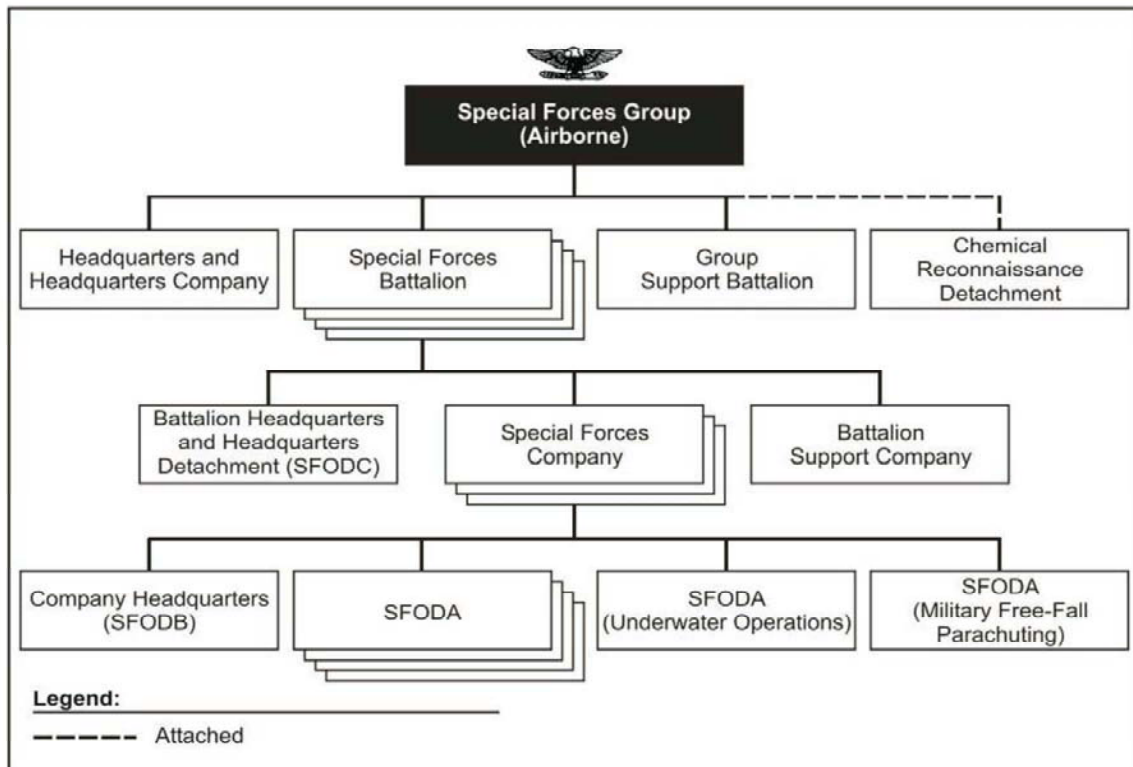 Special Forces Group
(Airborne)
Headquarters and
Headquarters Company
Special Forces
Battalion
Group
Support Battalion
Chemical
Reconnaissance
Detachment
Battalion Headquarters
and Headquarters
Detachment (SFODC)
Special Forces
Company
Battalion
Support Company
Company Headquarters
(SFODB)
SFODA
SFODA
(Underwater Operations)
SFODA
(Military Free-Fall
Parachuting)
Legend:
Attached